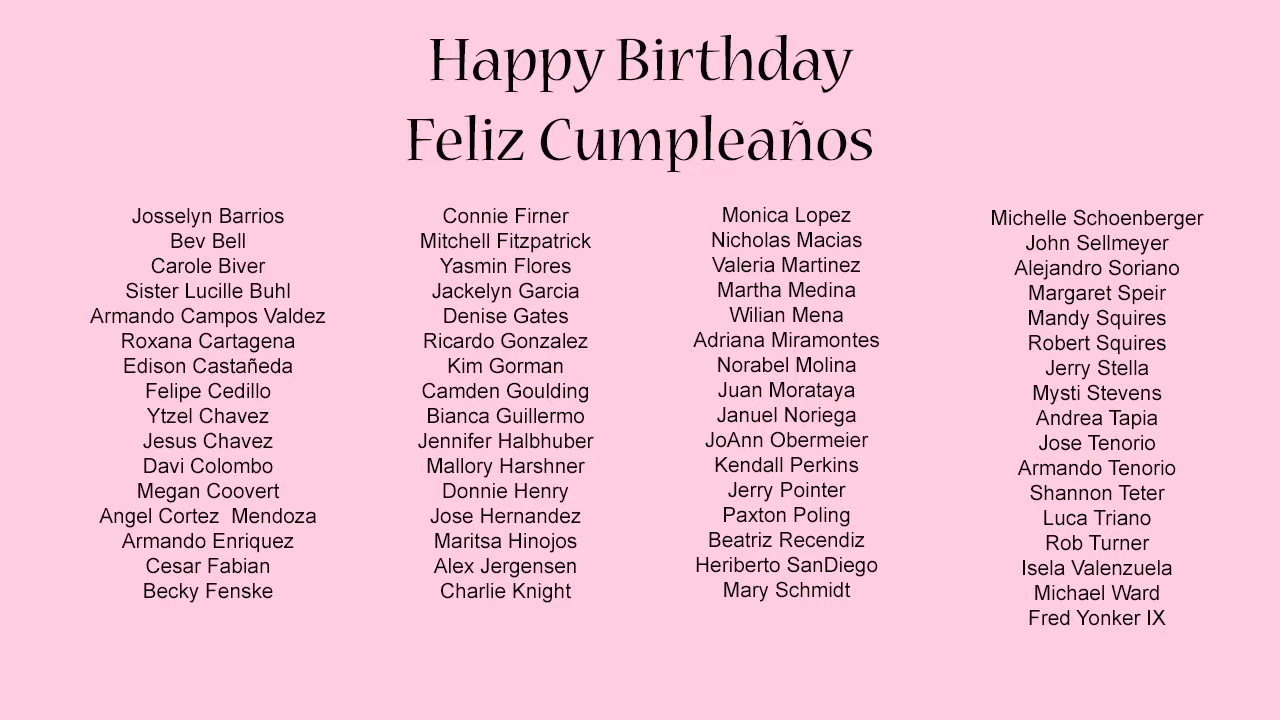 Happy Birthday
Feliz Cumpleaños
Josselyn Barrios
Bev Bell
Carole Biver
Sister Lucille Buhl
Armando Campos Valdez
Roxana Cartagena
Edison Castañeda
Felipe Cedillo
Ytzel Chavez
Jesus Chavez
Davi Colombo
Megan Coovert
Angel Cortez  Mendoza
Armando Enriquez
Cesar Fabian
Becky Fenske
Connie Firner
Mitchell Fitzpatrick
Yasmin Flores
Jackelyn Garcia
Denise Gates
Ricardo Gonzalez
Kim Gorman
Camden Goulding
Bianca Guillermo
Jennifer Halbhuber
Mallory Harshner
Donnie Henry
Jose Hernandez
Maritsa Hinojos
Alex Jergensen
Charlie Knight
Monica Lopez
Nicholas Macias
Valeria Martinez
Martha Medina
Wilian Mena
Adriana Miramontes
Norabel Molina
Juan Morataya
Januel Noriega
JoAnn Obermeier
Kendall Perkins
Jerry Pointer
Paxton Poling
Beatriz Recendiz
Heriberto SanDiego
Mary Schmidt
Michelle Schoenberger
John Sellmeyer
Alejandro Soriano
Margaret Speir
Mandy Squires
Robert Squires
Jerry Stella
Mysti Stevens
Andrea Tapia
Jose Tenorio
Armando Tenorio
Shannon Teter
Luca Triano
Rob Turner
Isela Valenzuela
Michael Ward
Fred Yonker IX